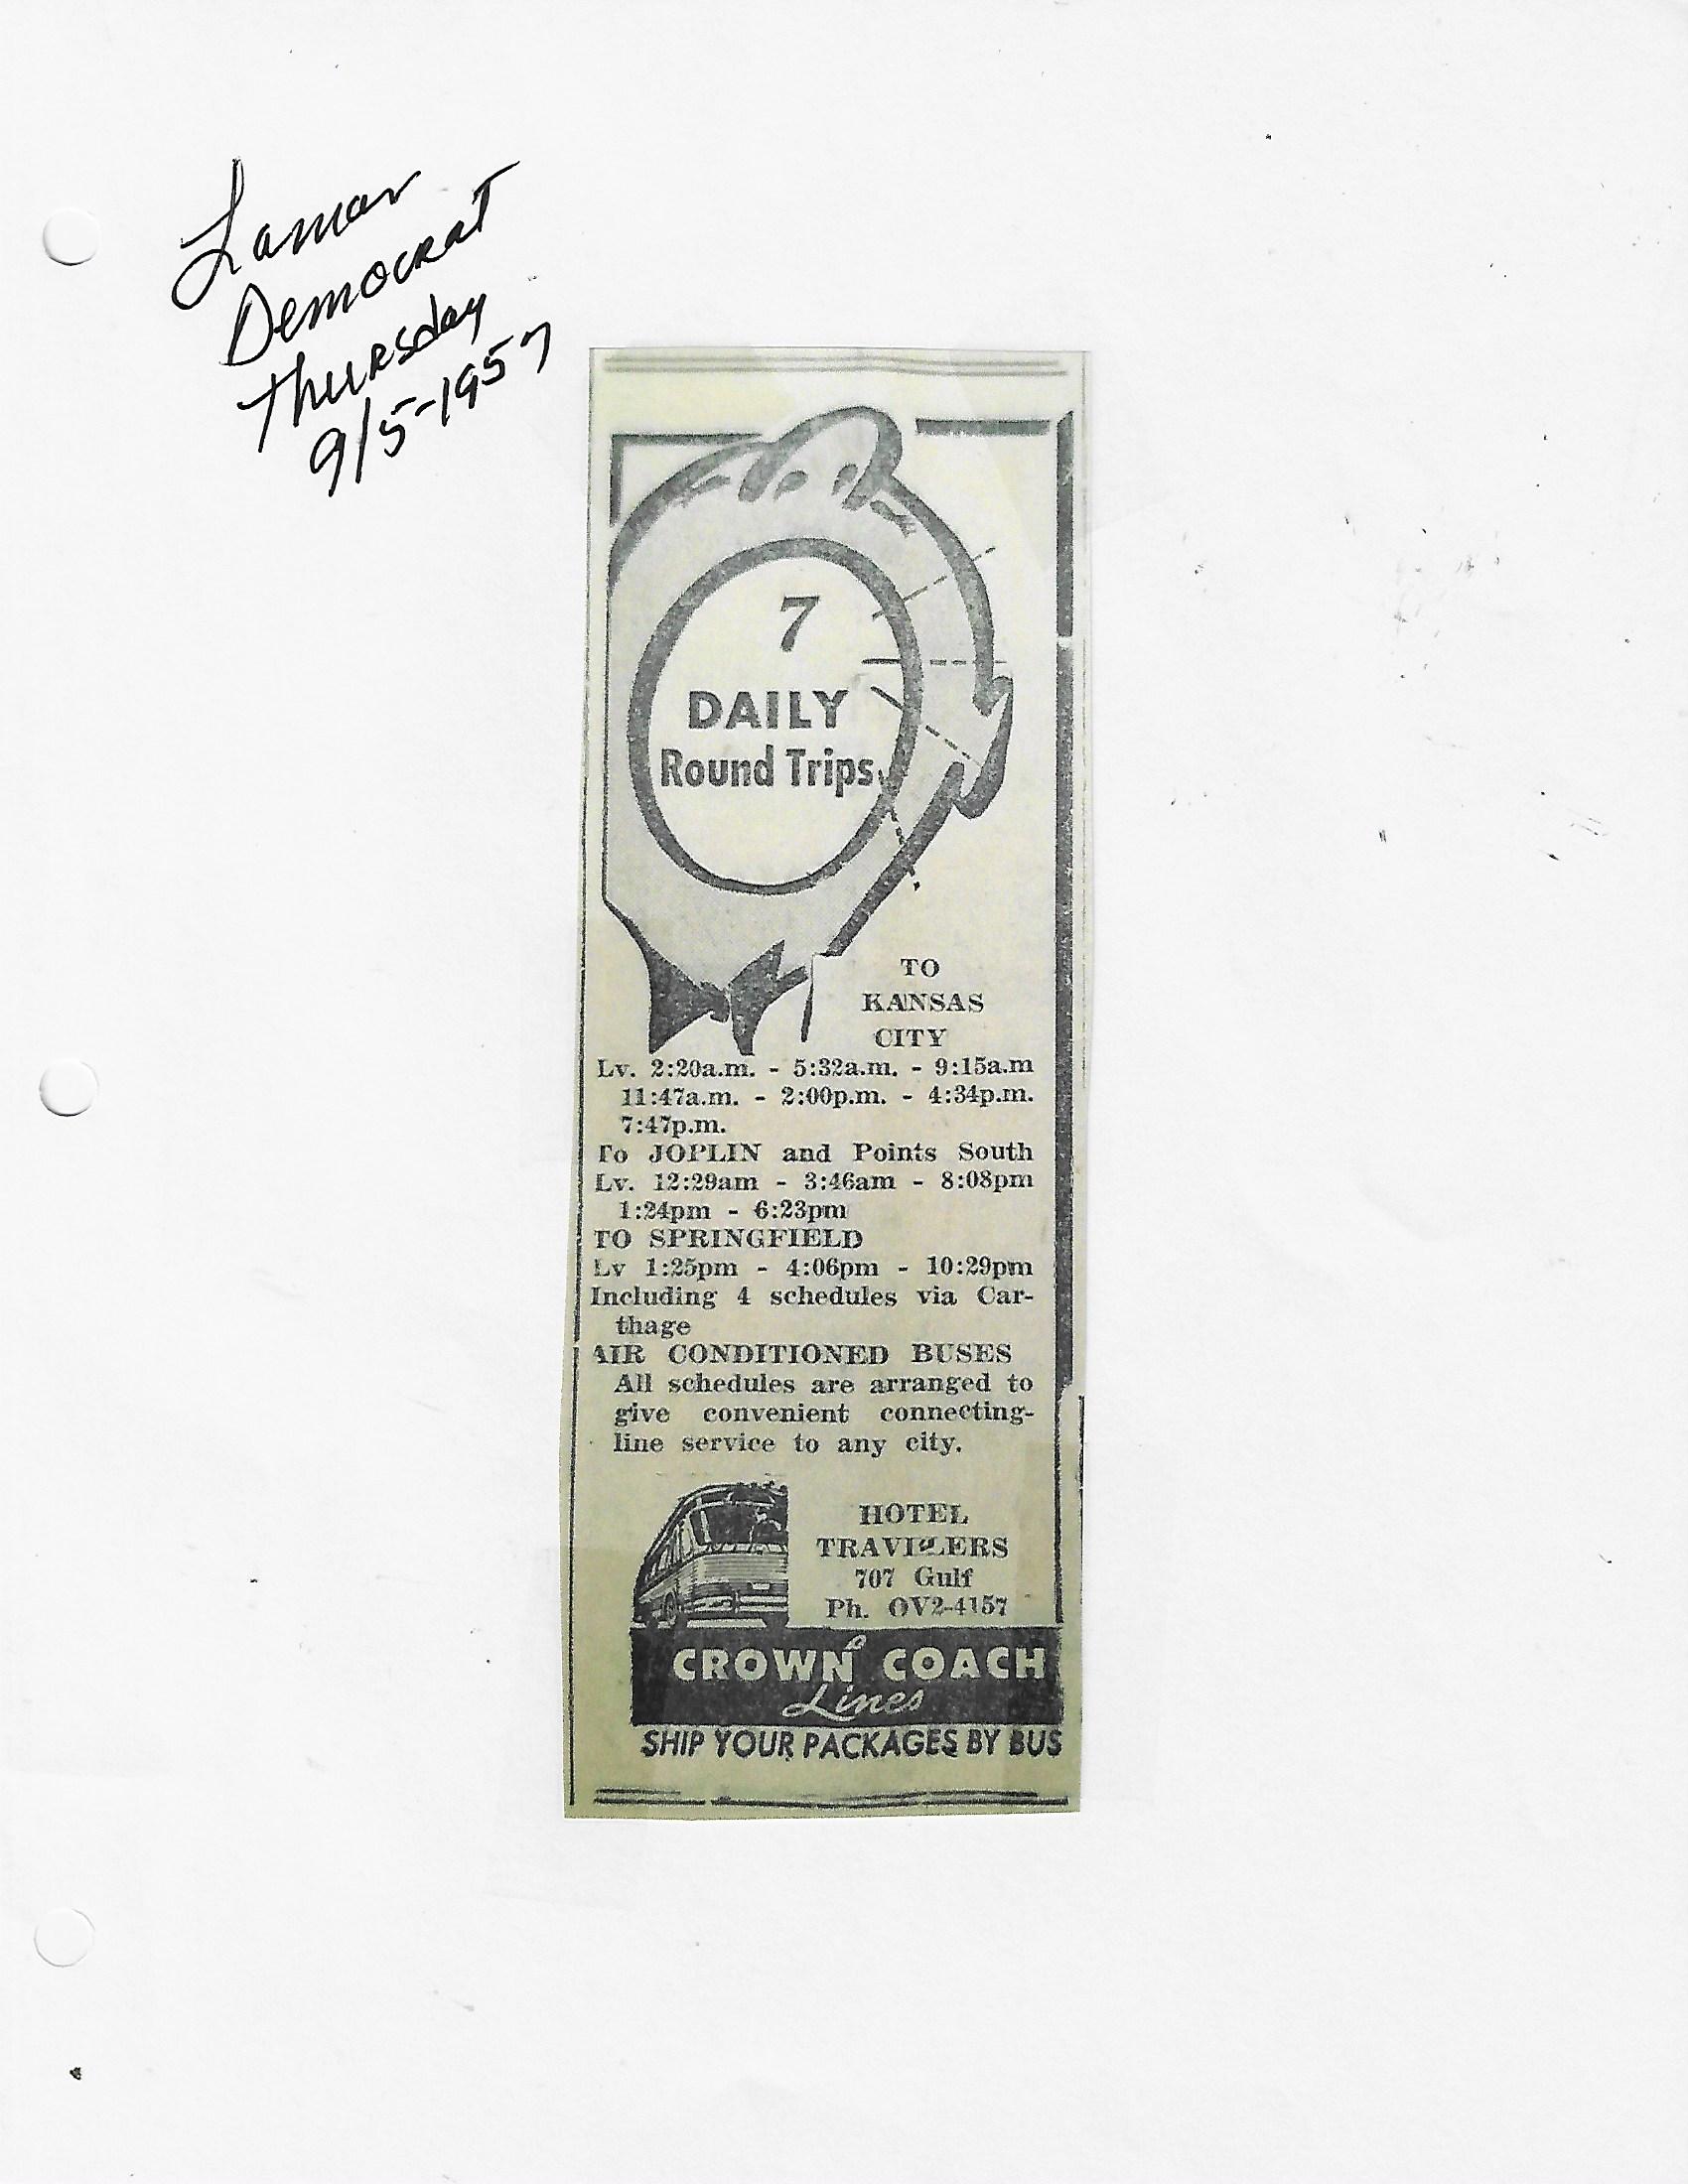 Lamar
Democrat
Thursday
9/5-1957
7
DAILY
Round Trips
TO
KANSAS
CITY
Lv. 2:20a.m. - 5:32a.m. - 9:15a.m
11:47a.m. - 2:00p.m. - 4:34p.m.
7:47p.m.
To JOPLIN and Points South
Lv. 12:29am - 3:46am - 8:08pm
1:24pm - 6:23pm
TO SPRINGFIELD
Lv 1:25pm - 4:06pm - 10:29pm
Including 4 schedules via Car-
thage
AIR CONDITIONED BUSES
All schedules are arranged to
give convenient connecting-
line service to any city.
HOTEL
TRAVELERS
707 Gulf
Ph. OV2-4157
CROWN COACH
Lines
SHIP YOUR PACKAGES BY BUS